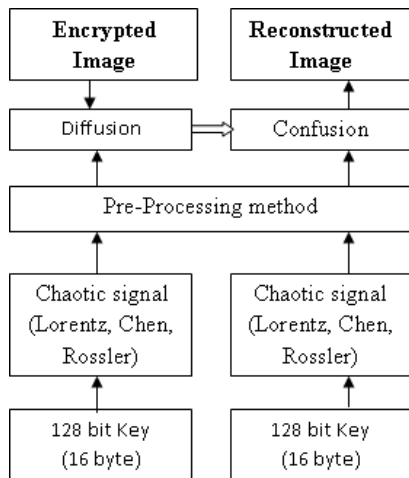 Encrypted
Image
Reconstructed
Image
Diffusion
Confusion
Pre-Processing method
Chaotic signal
(Lorentz, Chen,
Rossler)
Chaotic signal
(Lorentz, Chen,
Rossler)
128 bit Key
(16 byte)
128 bit Key
(16 byte)